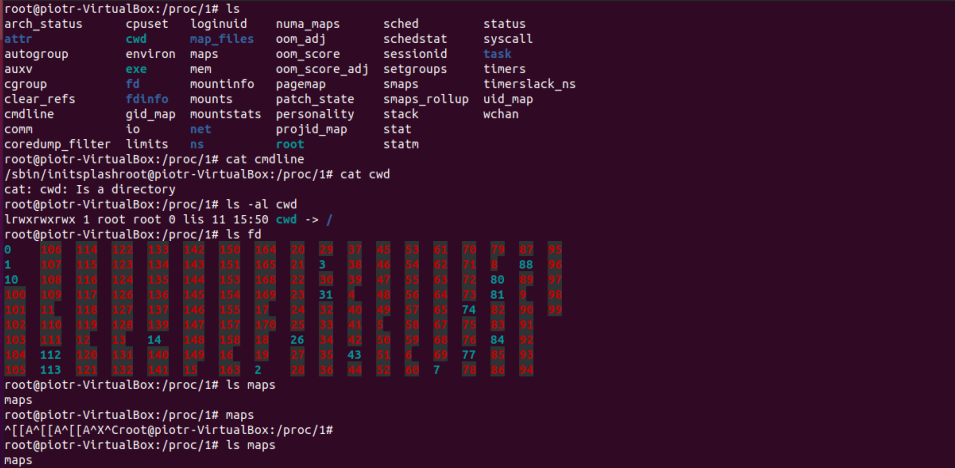 root@piotr-VirtualBox:/proc/1# ls
arch_status cpuset loginuid numa_maps sched status
attr cwd map_files oom_adj schedstat syscall
autogroup environ maps oom_score sessionid task
auxv exe mem oom_score_adj setgroups timers
cgroup fd mountinfo pagemap smaps timerslack_ns
clear_refs fdinfo mounts patch_state smaps_rollup uid_map
cmdline gid_map mountstats personality stack wchan
comm io net projid_map stat
coredump_filter limits ns root statm
root@piotr-VirtualBox:/proc/1# cat cmdline
/sbin/initsplashroot@piotr-VirtualBox:/proc/1# cat cwd
cat: cwd: Is a directory
root@piotr-VirtualBox:/proc/1# ls -al cwd
lrwxrwxrwx 1 root root 0 lis 11 15:50 cwd -> /
root@piotr-VirtualBox:/proc/1# ls fd
0 106 114 122 133 142 150 164 20 29 37 45 53 61 70 79 87 95
1 107 115 123 134 143 151 165 21 3 38 46 54 62 71 8 88 96
10 108 116 124 135 144 153 168 22 30 39 47 55 63 72 80 89 97
100 109 117 126 136 145 154 169 23 31 4 48 56 64 73 81 9 98
101 11 118 127 137 146 155 17 24 32 40 49 57 65 74 82 90 99
102 110 119 128 139 147 157 170 25 33 41 5 58 67 75 83 91
103 111 12 13 14 148 158 18 26 34 42 50 59 68 76 84 92
104 112 120 131 140 149 16 19 27 35 43 51 6 69 77 85 93
105 113 121 132 141 15 163 2 28 36 44 52 60 7 78 86 94
root@piotr-VirtualBox:/proc/1# ls maps
maps
root@piotr-VirtualBox:/proc/1# maps
^[[A^[[A^[[A^X^Croot@piotr-VirtualBox:/proc/1#
root@piotr-VirtualBox:/proc/1# ls maps
maps